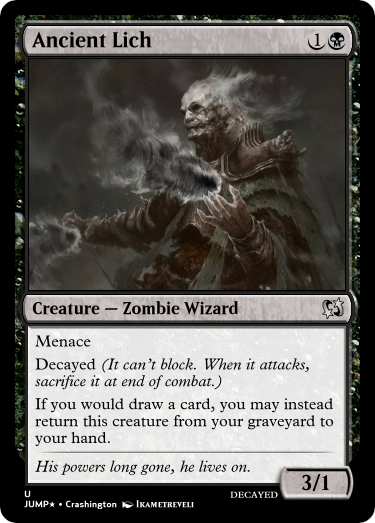 Ancient Lich 1
Creature — Zombie Wizard
Menace
Decayed (It can't block. When it attacks,
sacrifice it at end of combat.)
If you would draw a card, you may instead
return this creature from your graveyard to
your hand.
His powers long gone, he lives on.
3/1
U
DECAYED
JUMP★ • Crashington IKAMETREVELI